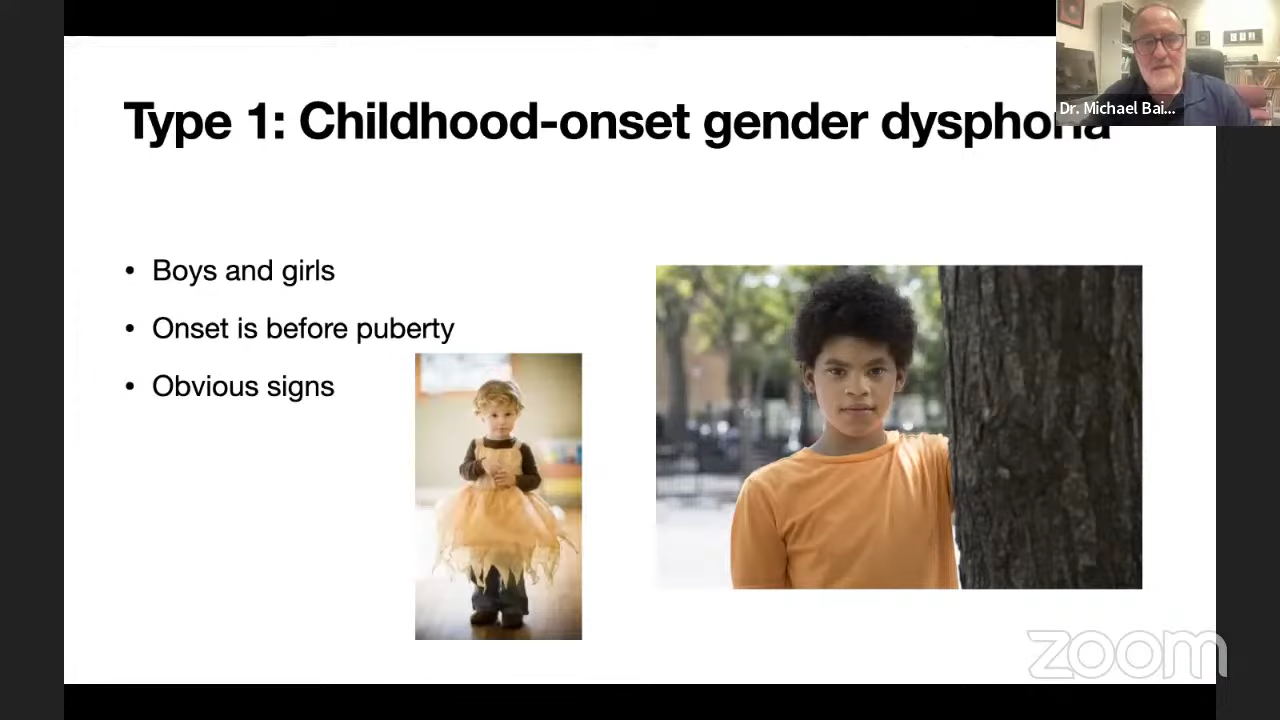 Type 1: Childhood-onset gender dysphoria
Dr. Michael Bai...
• Boys and girls
• Onset is before puberty
• Obvious signs
zoom